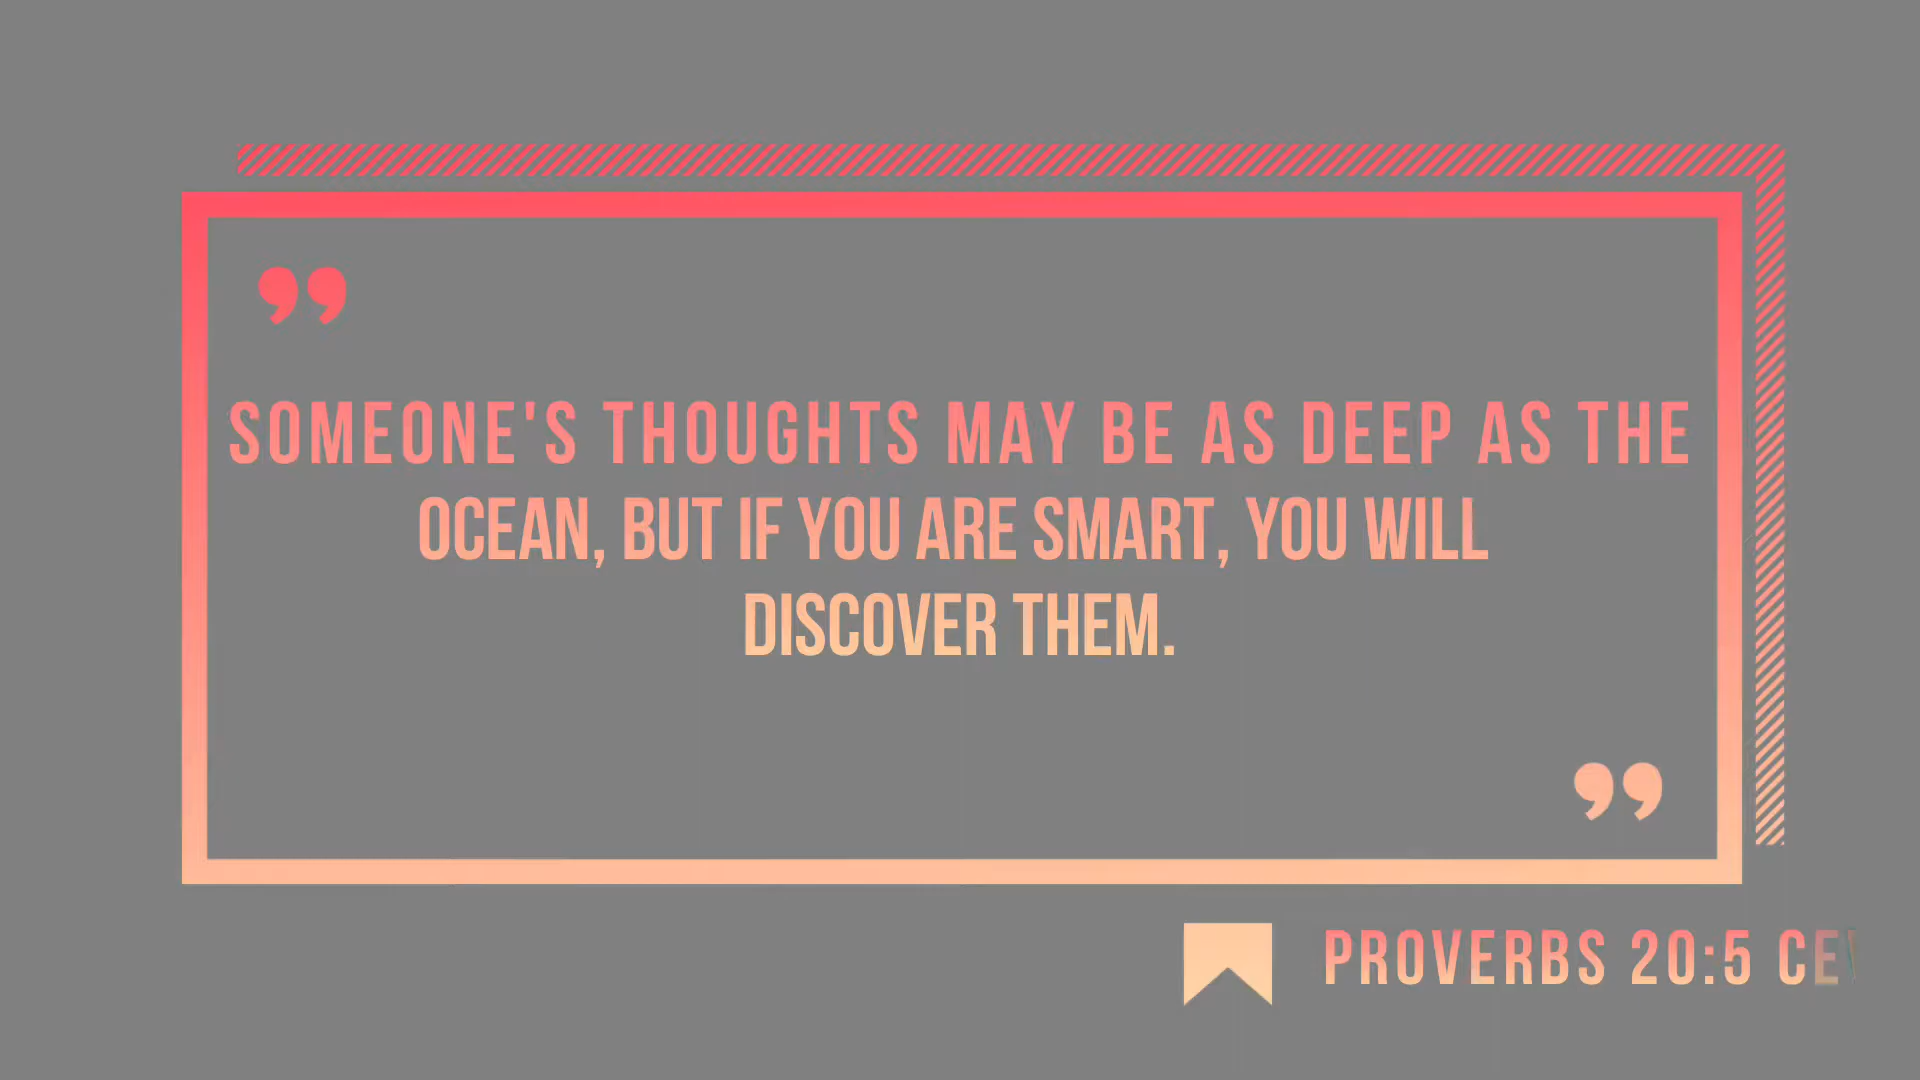 SOMEONE'S THOUGHTS MAY BE AS DEEP AS THE
OCEAN, BUT IF YOU ARE SMART, YOU WILL
DISCOVER THEM.
PROVERBS 20:5